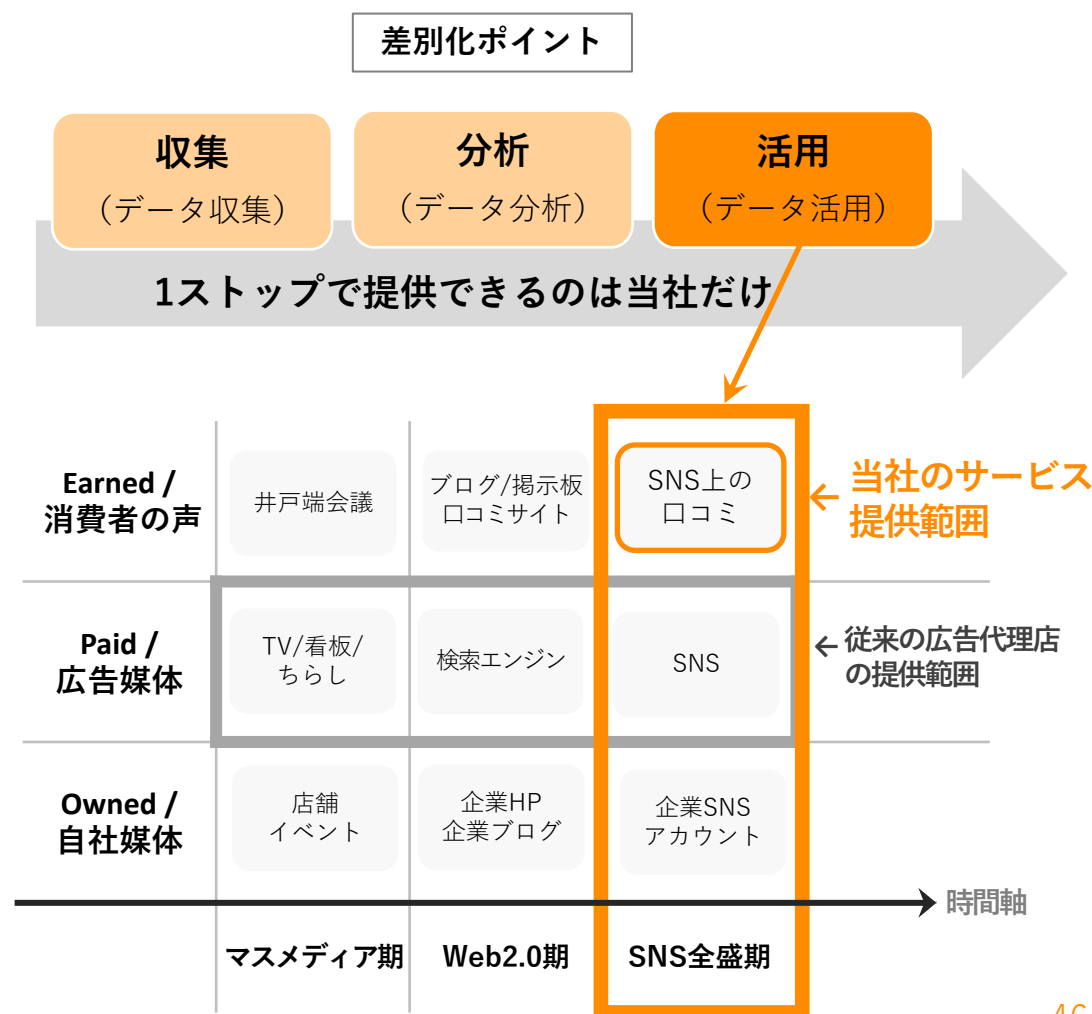 差別化ポイント
収集
（データ収集）
分析
（データ分析）
活用
（データ活用）
1ストップで提供できるのは当社だけ
Earned /
消費者の声
井戸端会議
ブログ/掲示板
口コミサイト
SNS上の
口コミ
←当社のサービス
提供範囲
Paid /
広告媒体
TV/看板/
ちらし
検索エンジン
SNS
←従来の広告代理店
の提供範囲
Owned /
自社媒体
店舗
イベント
企業HP
企業ブログ
企業SNS
アカウント
時間軸
マスメディア期
Web2.0期
SNS全盛期